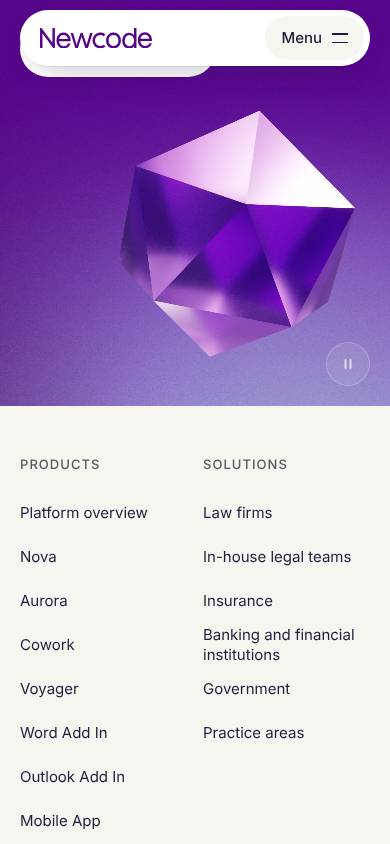 Newcode
Menu
PRODUCTS
Platform overview
Nova
Aurora
Cowork
Voyager
Word Add In
Outlook Add In
Mobile App
SOLUTIONS
Law firms
In-house legal teams
Insurance
Banking and financial
institutions
Government
Practice areas